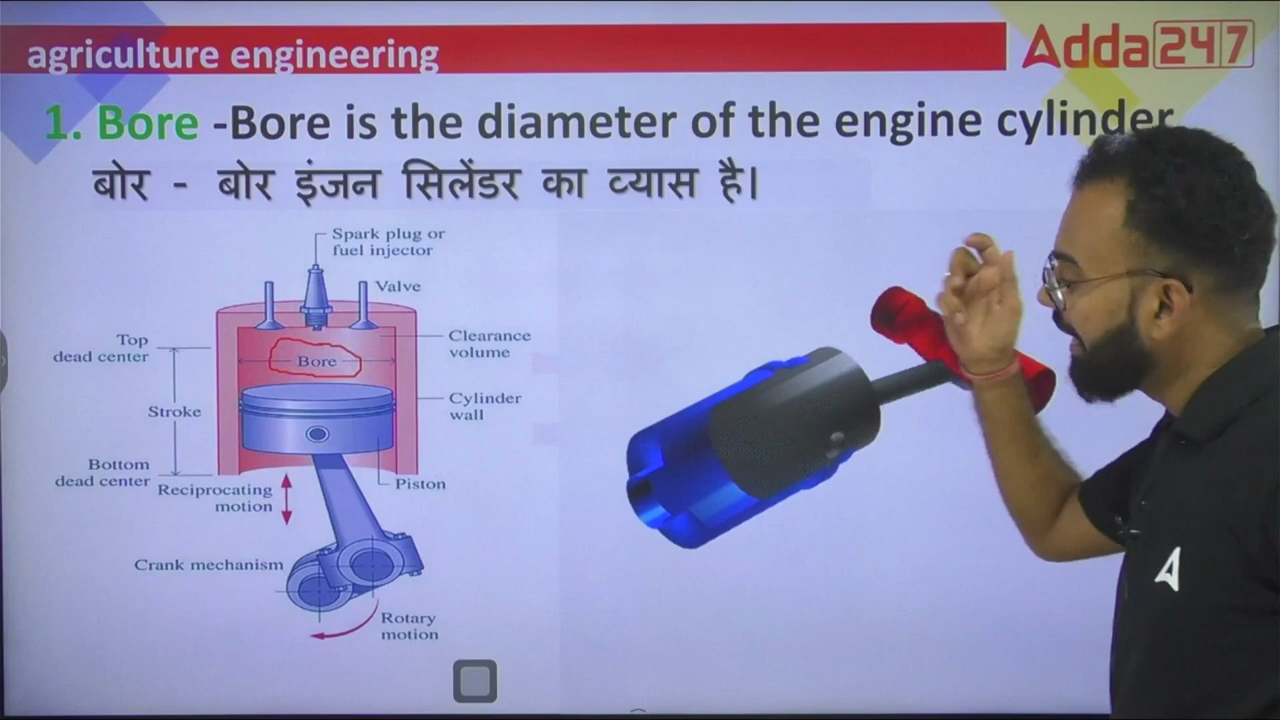 agriculture engineering
Adda247
1. Bore -Bore is the diameter of the engine cylinder
बोर - बोर इंजन सिलेंडर का व्यास है।
Spark plug or
fuel injector
Valve
Top
dead center
Clearance
volume
Bore
Cylinder
wall
Stroke
Bottom
dead center
Reciprocating
motion
Piston
Crank mechanism
Rotary
motion